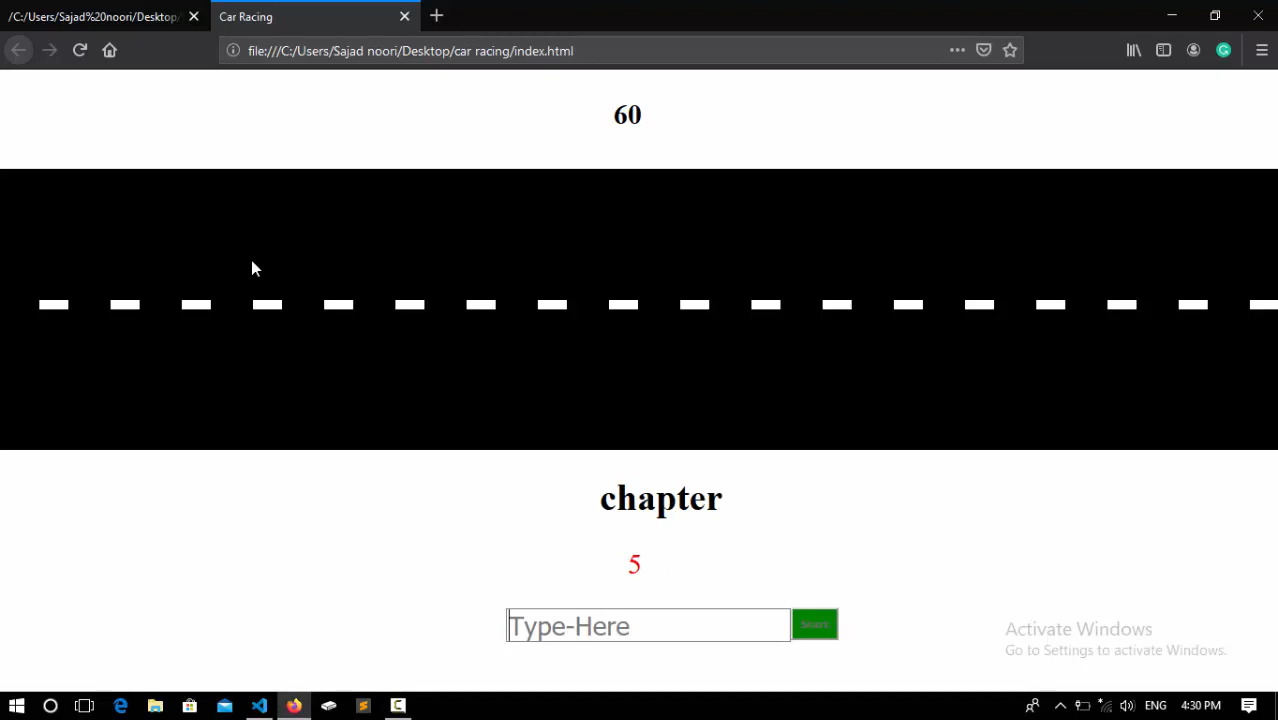 /C:/Users/Sajad%20noori/Desktop/
Car Racing
file:///C:/Users/Sajad noori/Desktop/car racing/index.html
60
chapter
5
Type-Here
Start
Activate Windows
Go to Settings to activate Windows.
ENG
4:30 PM